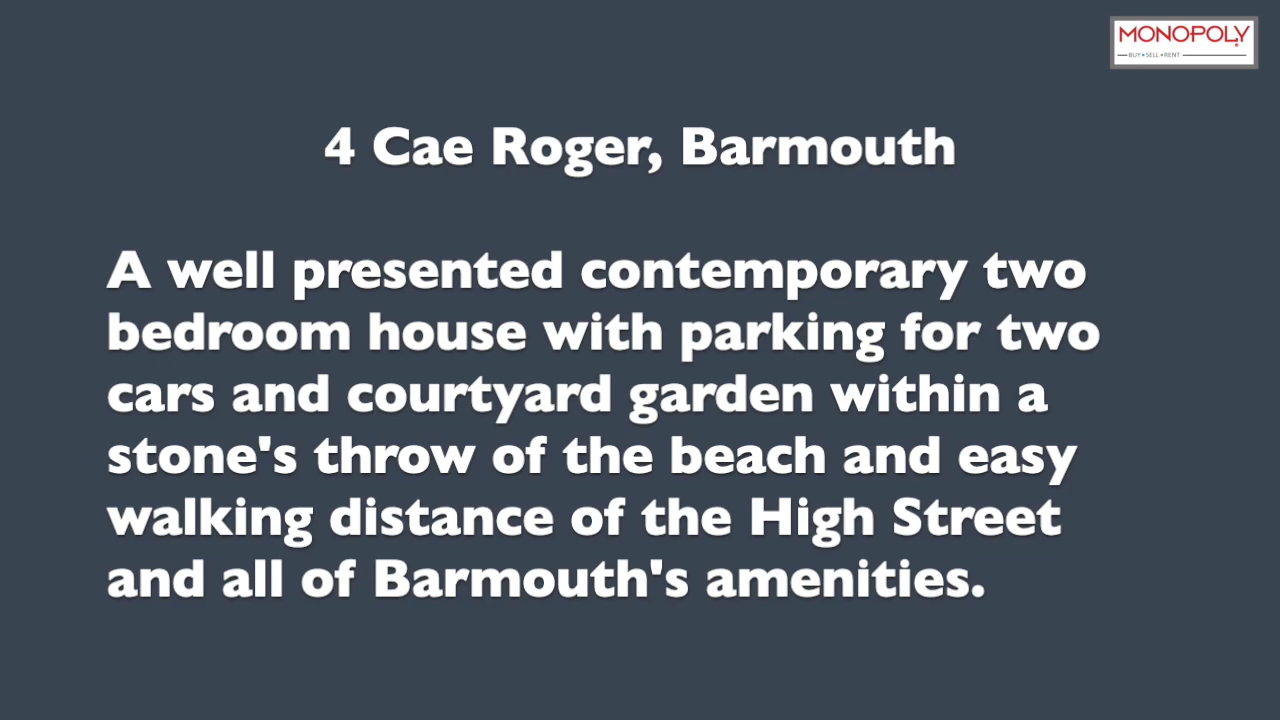 MONOPOLY
BUY • SELL • RENT
4 Cae Roger, Barmouth
A well presented contemporary two
bedroom house with parking for two
cars and courtyard garden within a
stone's throw of the beach and easy
walking distance of the High Street
and all of Barmouth's amenities.